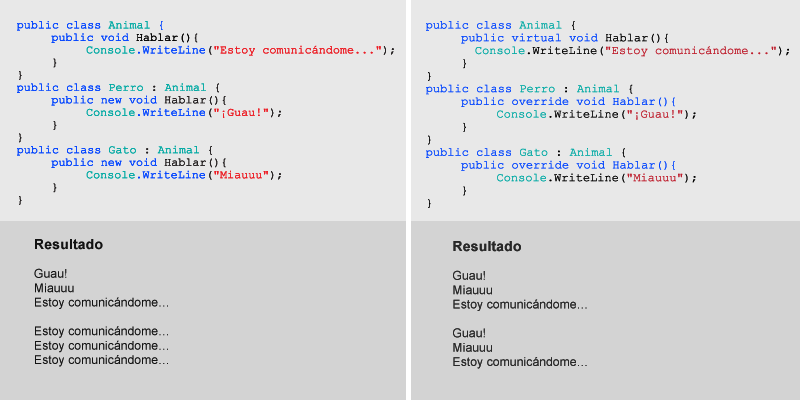 public class Animal {
public void Hablar(){
Console.WriteLine("Estoy comunicándome...");
}
}
public class Perro : Animal {
public new void Hablar(){
Console.WriteLine("¡Guau!");
}
}
public class Gato : Animal {
public new void Hablar(){
Console.WriteLine("Miauuu");
}
}
Resultado
Guau!
Miauuu
Estoy comunicándome...
Estoy comunicándome...
Estoy comunicándome...
Estoy comunicándome...
public class Animal {
public virtual void Hablar(){
Console.WriteLine("Estoy comunicándome...");
}
}
public class Perro : Animal {
public override void Hablar(){
Console.WriteLine("¡Guau!");
}
}
public class Gato : Animal {
public override void Hablar(){
Console.WriteLine("Miauuu");
}
}
Resultado
Guau!
Miauuu
Estoy comunicándome...
Guau!
Miauuu
Estoy comunicándome...